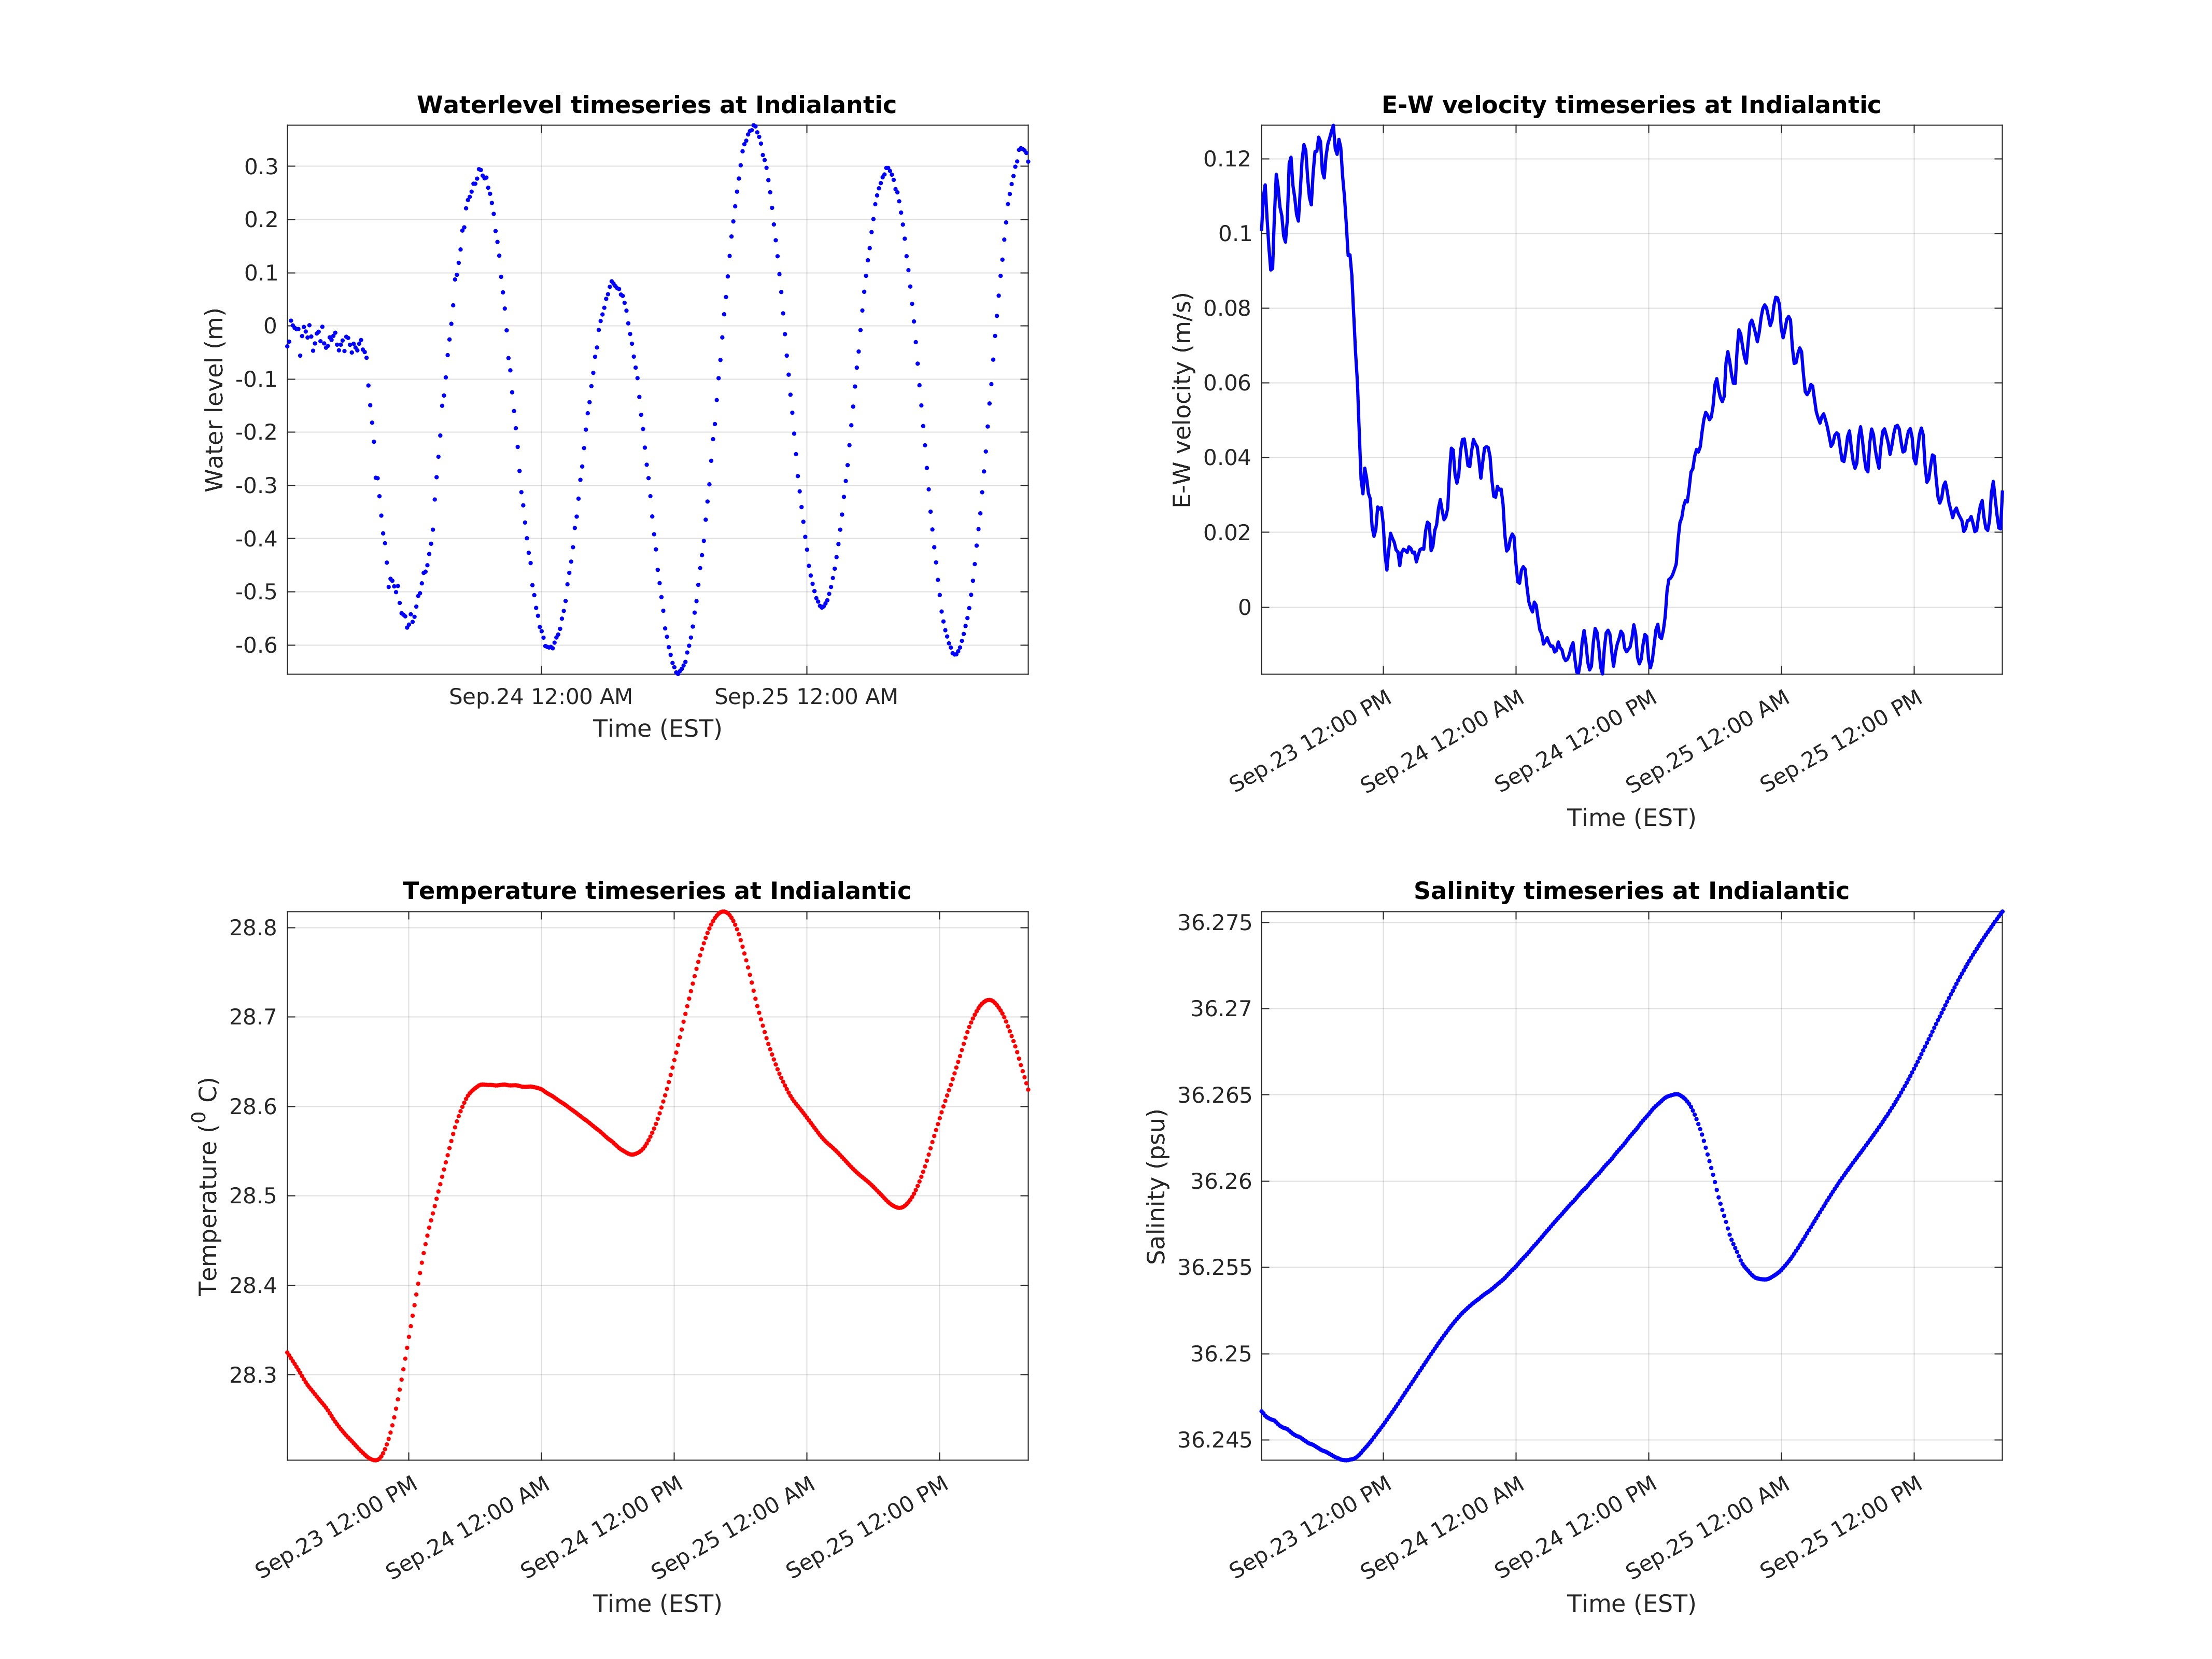 Waterlevel timeseries at Indialantic
0.3
0.2
0.1
0
-0.1
-0.2
-0.3
-0.4
-0.5
-0.6
Water level (m)
Sep.24 12:00 AM
Sep.25 12:00 AM
Time (EST)
E-W velocity timeseries at Indialantic
0.12
0.1
0.08
0.06
0.04
0.02
0
E-W velocity (m/s)
Sep.23 12:00 PM
Sep.24 12:00 AM
Sep.24 12:00 PM
Sep.25 12:00 AM
Sep.25 12:00 PM
Time (EST)
Temperature timeseries at Indialantic
28.8
28.7
28.6
28.5
28.4
28.3
Temperature (⁰ C)
Sep.23 12:00 PM
Sep.24 12:00 AM
Sep.24 12:00 PM
Sep.25 12:00 AM
Sep.25 12:00 PM
Time (EST)
Salinity timeseries at Indialantic
36.275
36.27
36.265
36.26
36.255
36.25
36.245
Salinity (psu)
Sep.23 12:00 PM
Sep.24 12:00 AM
Sep.24 12:00 PM
Sep.25 12:00 AM
Sep.25 12:00 PM
Time (EST)